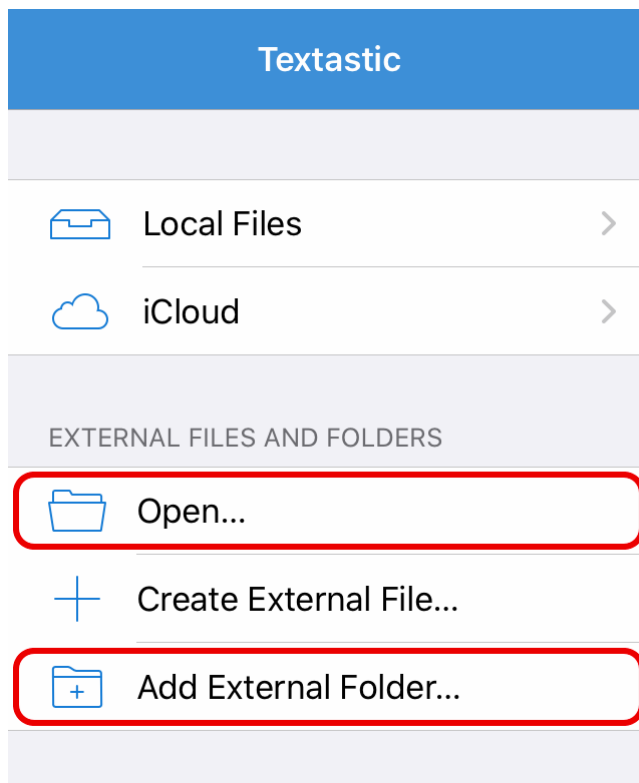 Textastic
Local Files
iCloud
EXTERNAL FILES AND FOLDERS
Open...
Create External File...
Add External Folder...